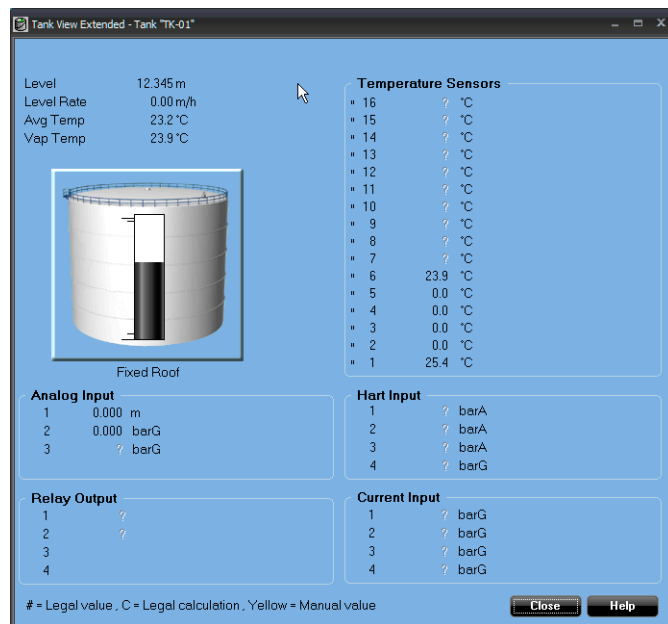 Tank View Extended - Tank "TK-01"
Level 12.345 m
Level Rate 0.00 m/h
Avg Temp 23.2 °C
Vap Temp 23.9 °C
Fixed Roof
Temperature Sensors
" 16 ? °C
" 15 ? °C
" 14 ? °C
" 13 ? °C
" 12 ? °C
" 11 ? °C
" 10 ? °C
" 9 ? °C
" 8 ? °C
" 7 ? °C
" 6 23.9 °C
" 5 0.0 °C
" 4 0.0 °C
" 3 0.0 °C
" 2 0.0 °C
" 1 25.4 °C
Analog Input
1 0.000 m
2 0.000 barG
3 ? barG
Hart Input
1 ? barA
2 ? barA
3 ? barA
4 ? barG
Relay Output
1 ?
2 ?
3
4
Current Input
1 ? barG
2 ? barG
3 ? barG
4 ? barG
# = Legal value , C = Legal calculation , Yellow = Manual value
Close Help